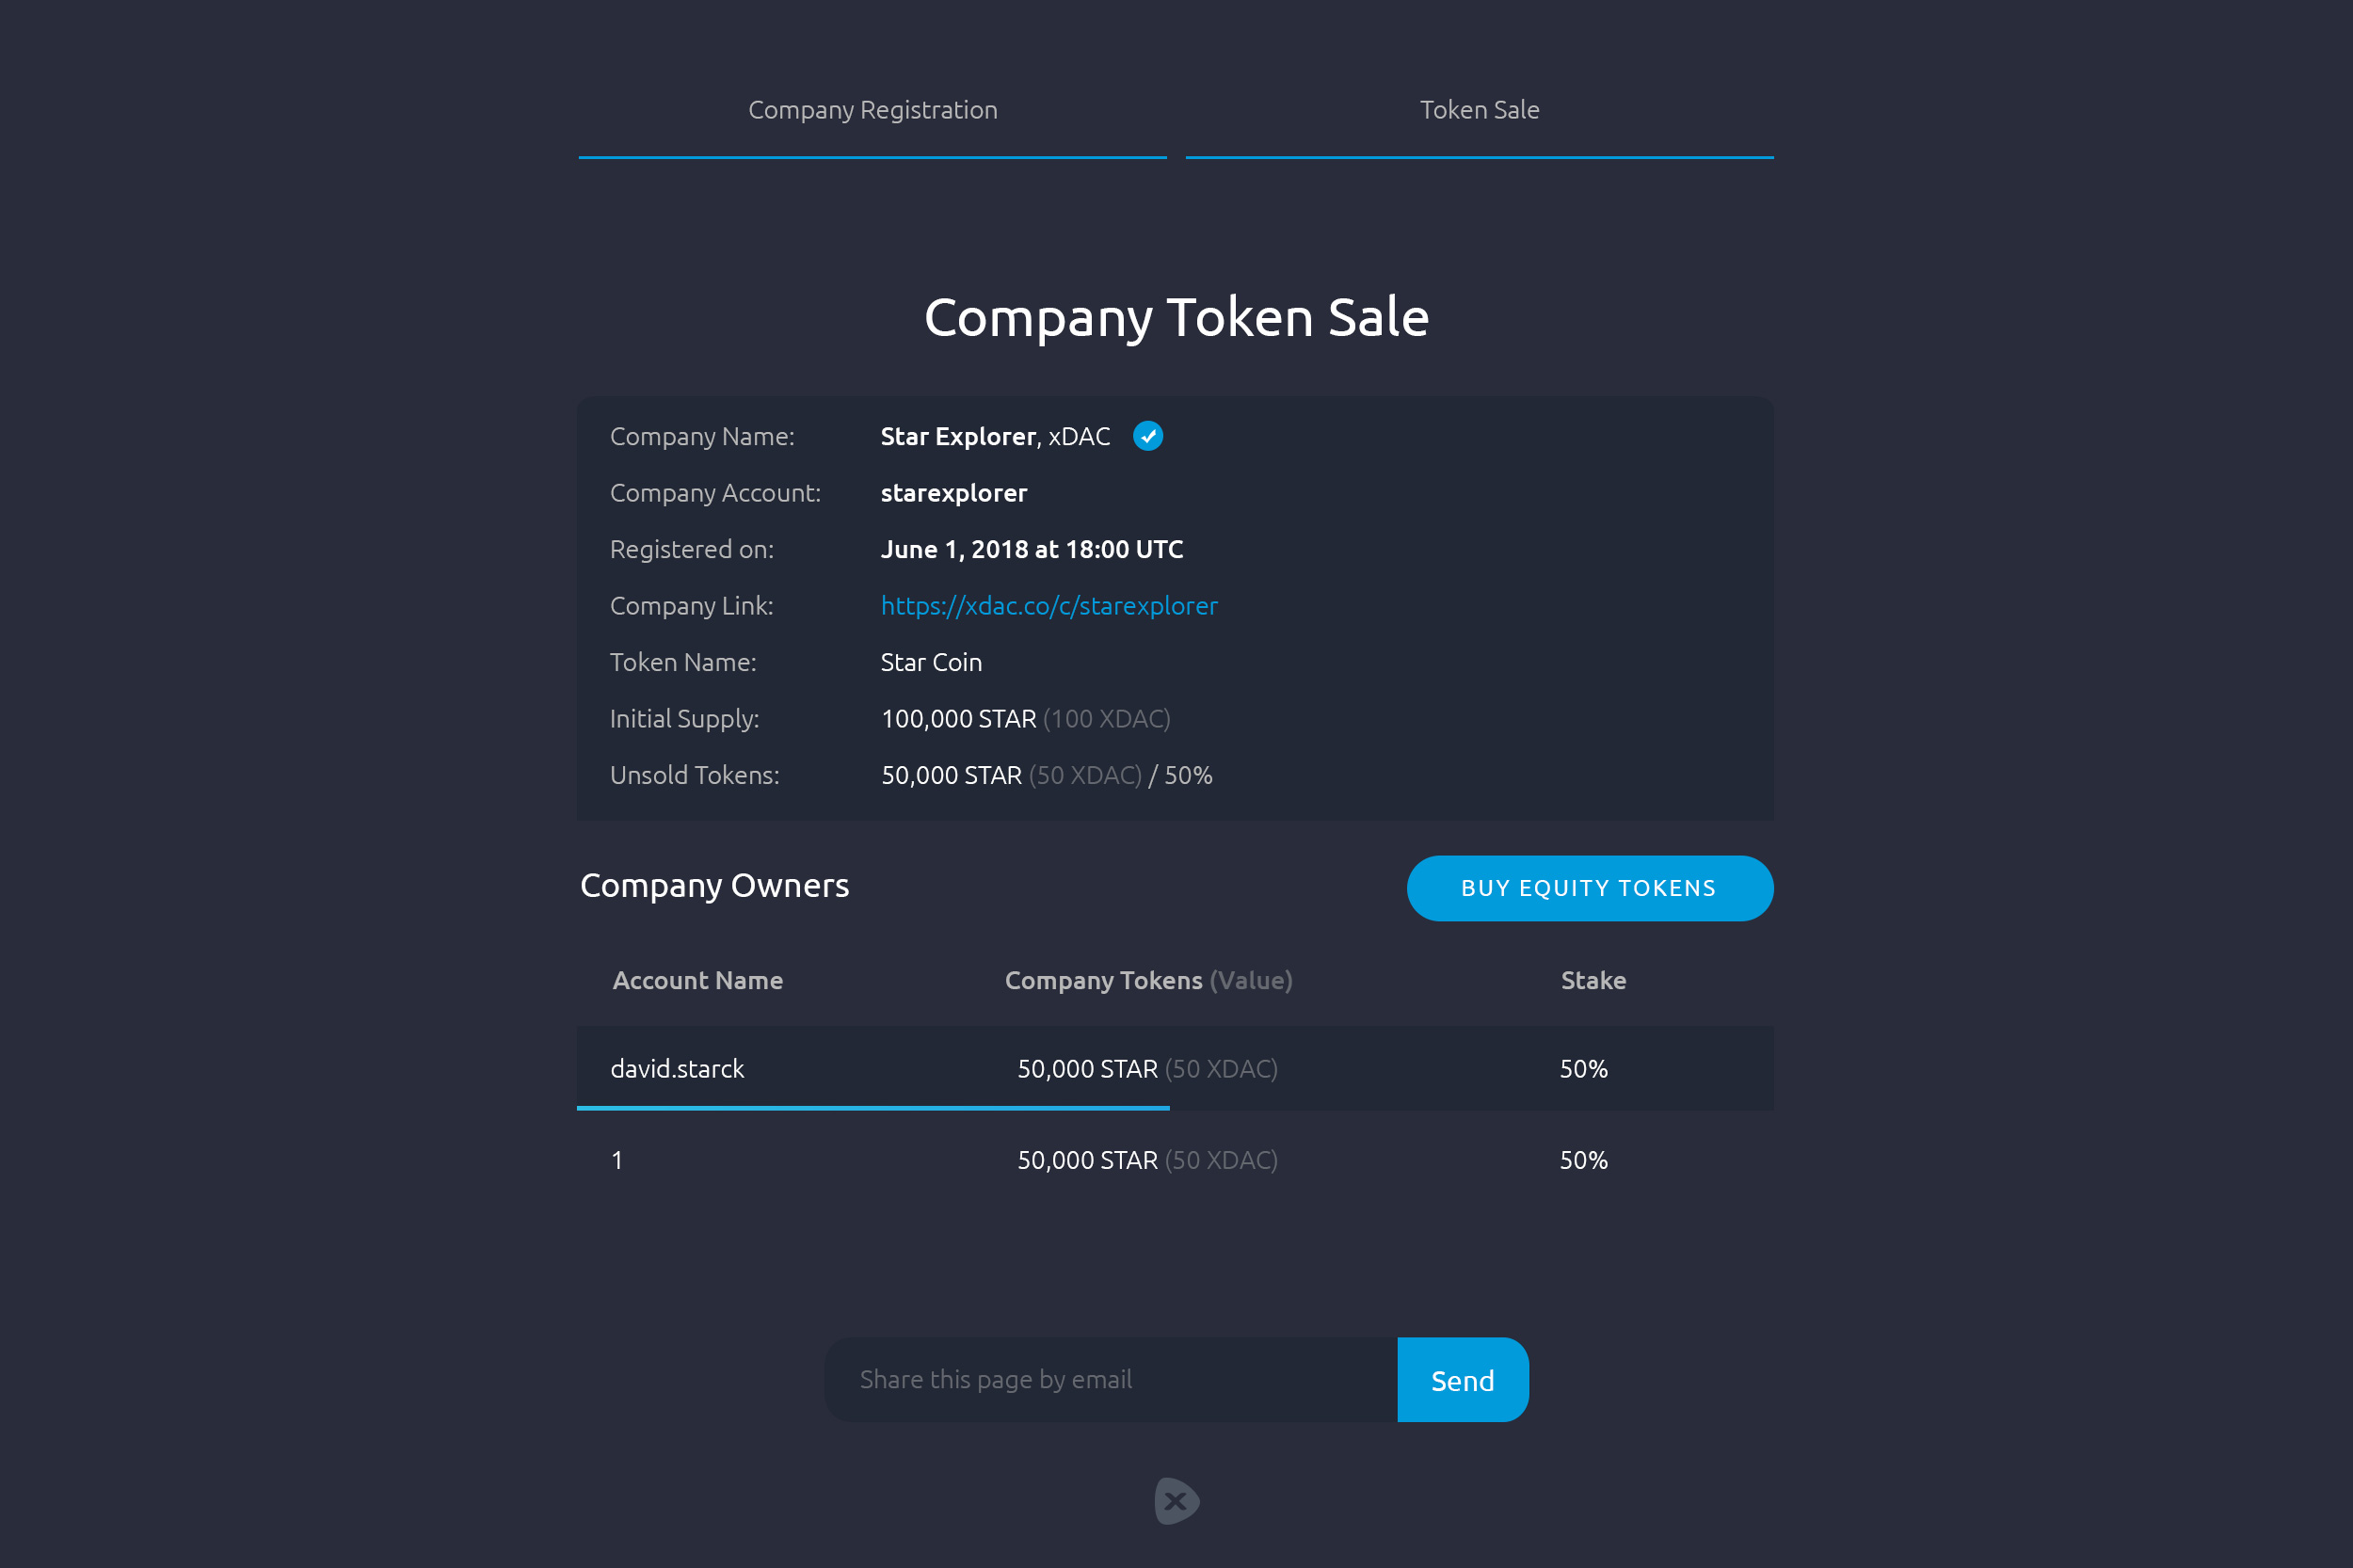 Company Registration
Token Sale
Company Token Sale
Company Name: Star Explorer, xDAC
Company Account: starexplorer
Registered on: June 1, 2018 at 18:00 UTC
Company Link: https://xdac.co/c/starexplorer
Token Name: Star Coin
Initial Supply: 100,000 STAR (100 XDAC)
Unsold Tokens: 50,000 STAR (50 XDAC) / 50%
Company Owners
BUY EQUITY TOKENS
Account Name Company Tokens (Value) Stake
david.starck 50,000 STAR (50 XDAC) 50%
1 50,000 STAR (50 XDAC) 50%
Share this page by email
Send
x